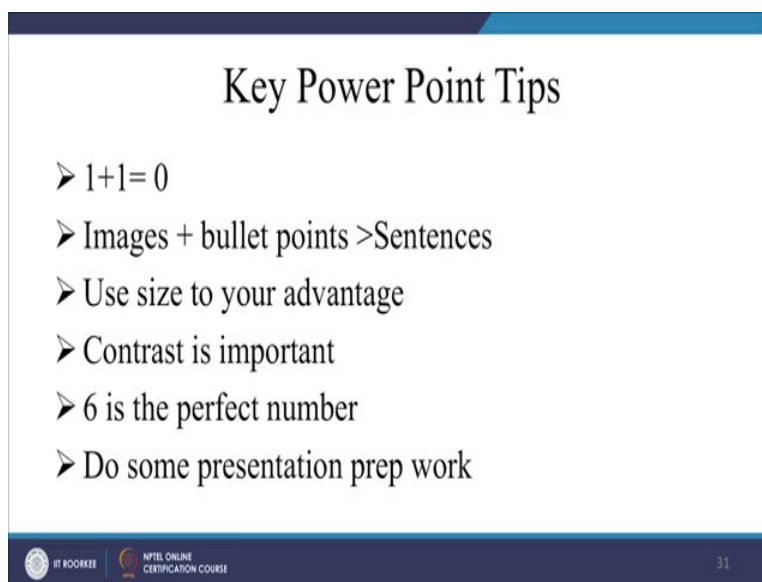 Key Power Point Tips
➢ 1+1= 0
➢ Images + bullet points >Sentences
➢ Use size to your advantage
➢ Contrast is important
➢ 6 is the perfect number
➢ Do some presentation prep work
IIT ROORKEE
NPTEL ONLINE
CERTIFICATION COURSE
31